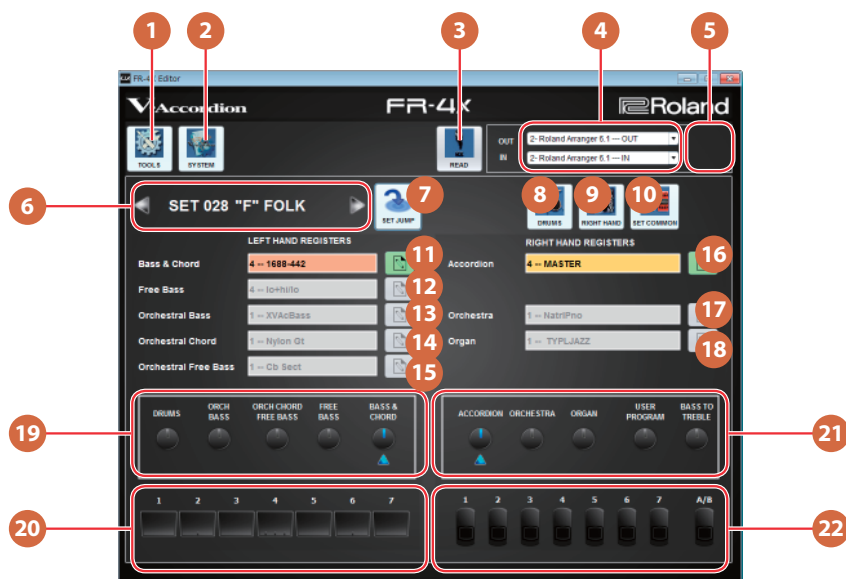 1 2 3 4 5
FR-4X Editor
V-Accordion FR-4X Roland
OUT 2- Roland Arranger 6.1 --- OUT
IN 2- Roland Arranger 6.1 --- IN
TOOLS SYSTEM READ
6 SET 028 "F" FOLK 7 8 9 10
SET JUMP DRUMS RIGHT HAND SET COMMON
LEFT HAND REGISTERS RIGHT HAND REGISTERS
Bass & Chord 4 -- 1688-442 11 Accordion 4 -- MASTER 16
Free Bass 4 -- lo+hi/lo 12
Orchestral Bass 1 -- XVAcBass 13 Orchestra 1 -- NatrlPno 17
Orchestral Chord 1 -- Nylon Gt 14 Organ 1 -- TYPLJAZZ 18
Orchestral Free Bass 1 -- Cb Sect 15
DRUMS ORCH BASS ORCH CHORD FREE BASS FREE BASS BASS & CHORD ACCORDION ORCHESTRA ORGAN USER PROGRAM BASS TO TREBLE
19 21
1 2 3 4 5 6 7 1 2 3 4 5 6 7 A/B
20 22